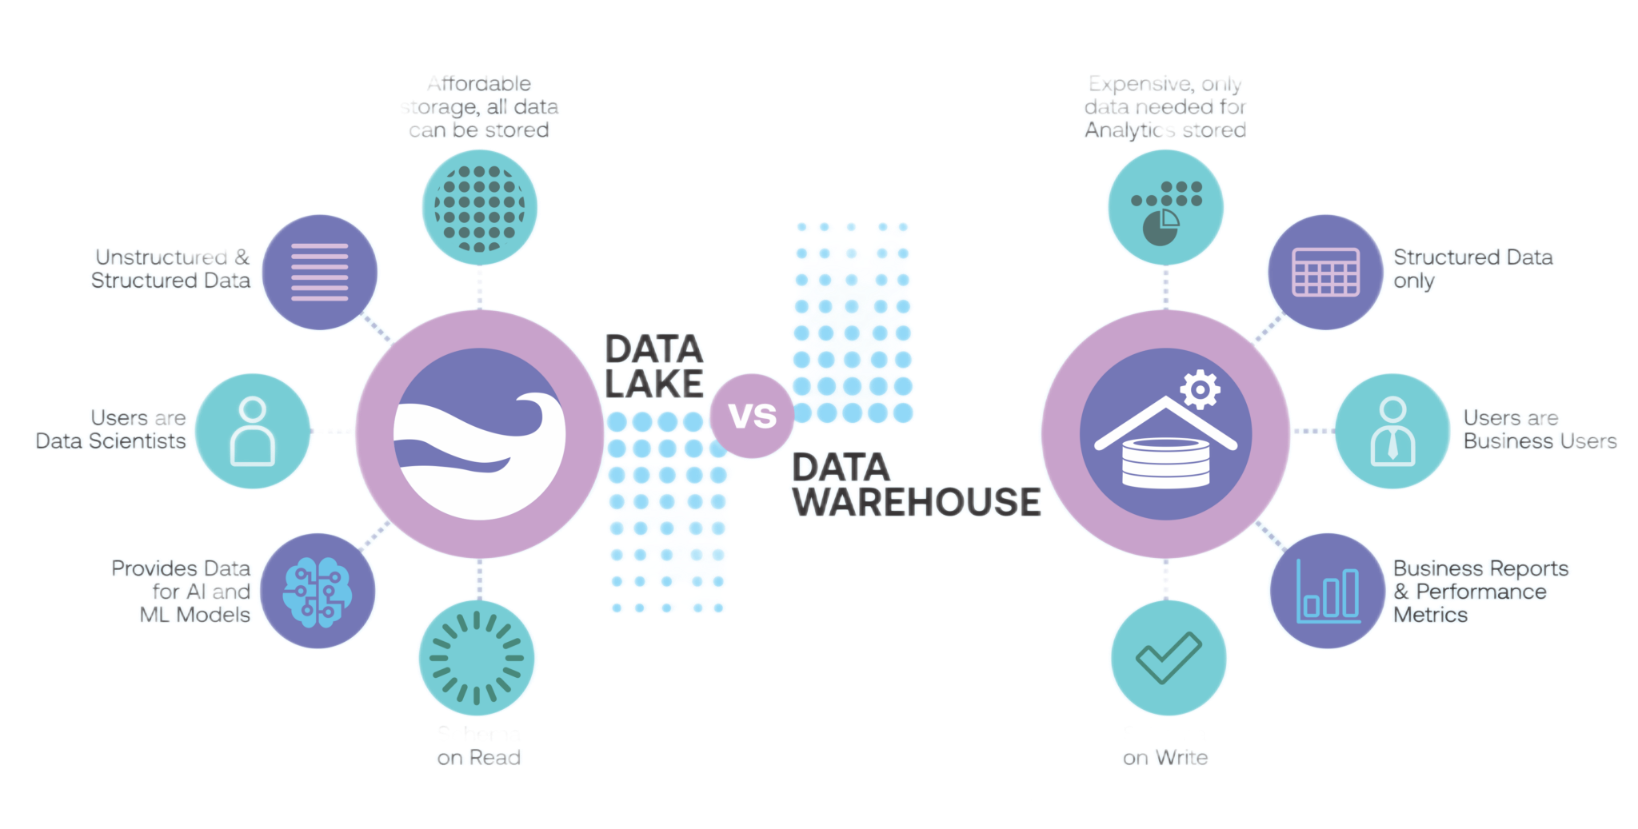 Affordable
storage, all data
can be stored
Unstructured &
Structured Data
Users are
Data Scientists
Provides Data
for AI and
ML Models
on Read
DATA
LAKE
VS
DATA
WAREHOUSE
Expensive, only
data needed for
Analytics stored
Structured Data
only
Users are
Business Users
Business Reports
& Performance
Metrics
on Write